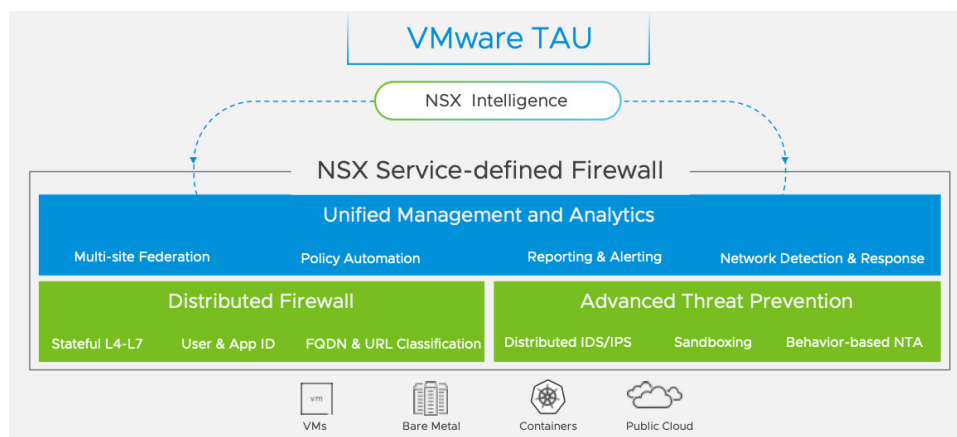 VMware TAU
NSX Intelligence
NSX Service-defined Firewall
Unified Management and Analytics
Multi-site Federation Policy Automation Reporting & Alerting Network Detection & Response
Distributed Firewall
Stateful L4-L7 User & App ID FQDN & URL Classification
Advanced Threat Prevention
Distributed IDS/IPS Sandboxing Behavior-based NTA
vm
VMs Bare Metal Containers Public Cloud